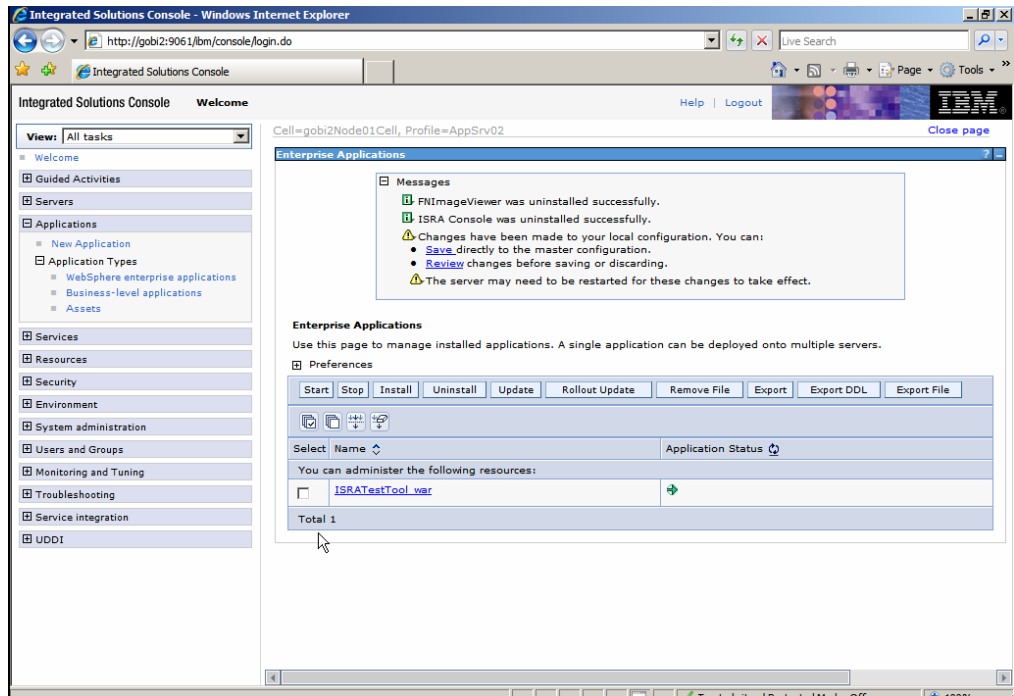 Integrated Solutions Console - Windows Internet Explorer
http://gobi2:9061/ibm/console/login.do
Live Search
Integrated Solutions Console
Page
Tools
Integrated Solutions Console Welcome
Help | Logout
IBM.
View: All tasks
Welcome
Guided Activities
Servers
Applications
New Application
Application Types
WebSphere enterprise applications
Business-level applications
Assets
Services
Resources
Security
Environment
System administration
Users and Groups
Monitoring and Tuning
Troubleshooting
Service integration
UDDI
Cell=gobi2Node01Cell, Profile=AppSrv02
Close page
Enterprise Applications
?
Messages
FNImageViewer was uninstalled successfully.
ISRA Console was uninstalled successfully.
Changes have been made to your local configuration. You can:
Save directly to the master configuration.
Review changes before saving or discarding.
The server may need to be restarted for these changes to take effect.
Enterprise Applications
Use this page to manage installed applications. A single application can be deployed onto multiple servers.
Preferences
Start Stop Install Uninstall Update Rollout Update Remove File Export Export DDL Export File
Select Name Application Status
You can administer the following resources:
ISRATestTool_war
Total 1